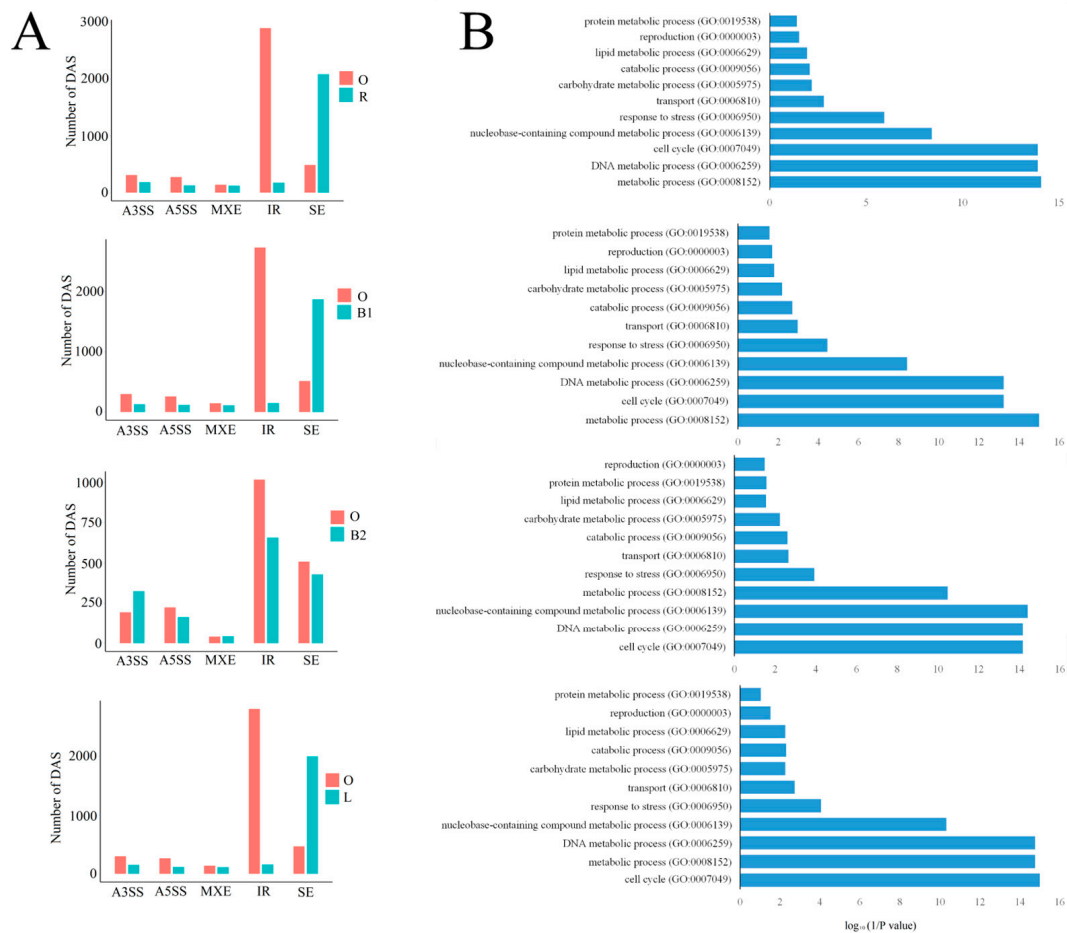 A
Number of DAS
3000
2000
1000
0
A3SS A5SS MXE IR SE
O
R
Number of DAS
2000
1000
0
A3SS A5SS MXE IR SE
O
B1
Number of DAS
1000
750
500
250
0
A3SS A5SS MXE IR SE
O
B2
Number of DAS
2000
1000
0
A3SS A5SS MXE IR SE
O
L
B
protein metabolic process (GO:0019538)
reproduction (GO:0000003)
lipid metabolic process (GO:0006629)
catabolic process (GO:0009056)
carbohydrate metabolic process (GO:0005975)
transport (GO:0006810)
response to stress (GO:0006950)
nucleobase-containing compound metabolic process (GO:0006139)
cell cycle (GO:0007049)
DNA metabolic process (GO:0006259)
metabolic process (GO:0008152)
0 5 10 15
protein metabolic process (GO:0019538)
reproduction (GO:0000003)
lipid metabolic process (GO:0006629)
carbohydrate metabolic process (GO:0005975)
catabolic process (GO:0009056)
transport (GO:0006810)
response to stress (GO:0006950)
nucleobase-containing compound metabolic process (GO:0006139)
DNA metabolic process (GO:0006259)
cell cycle (GO:0007049)
metabolic process (GO:0008152)
0 2 4 6 8 10 12 14 16
reproduction (GO:0000003)
protein metabolic process (GO:0019538)
lipid metabolic process (GO:0006629)
carbohydrate metabolic process (GO:0005975)
catabolic process (GO:0009056)
transport (GO:0006810)
response to stress (GO:0006950)
metabolic process (GO:0008152)
nucleobase-containing compound metabolic process (GO:0006139)
DNA metabolic process (GO:0006259)
cell cycle (GO:0007049)
0 2 4 6 8 10 12 14 16
protein metabolic process (GO:0019538)
reproduction (GO:0000003)
lipid metabolic process (GO:0006629)
catabolic process (GO:0009056)
carbohydrate metabolic process (GO:0005975)
transport (GO:0006810)
response to stress (GO:0006950)
nucleobase-containing compound metabolic process (GO:0006139)
DNA metabolic process (GO:0006259)
metabolic process (GO:0008152)
cell cycle (GO:0007049)
0 2 4 6 8 10 12 14 16
log₁₀ (1/P value)